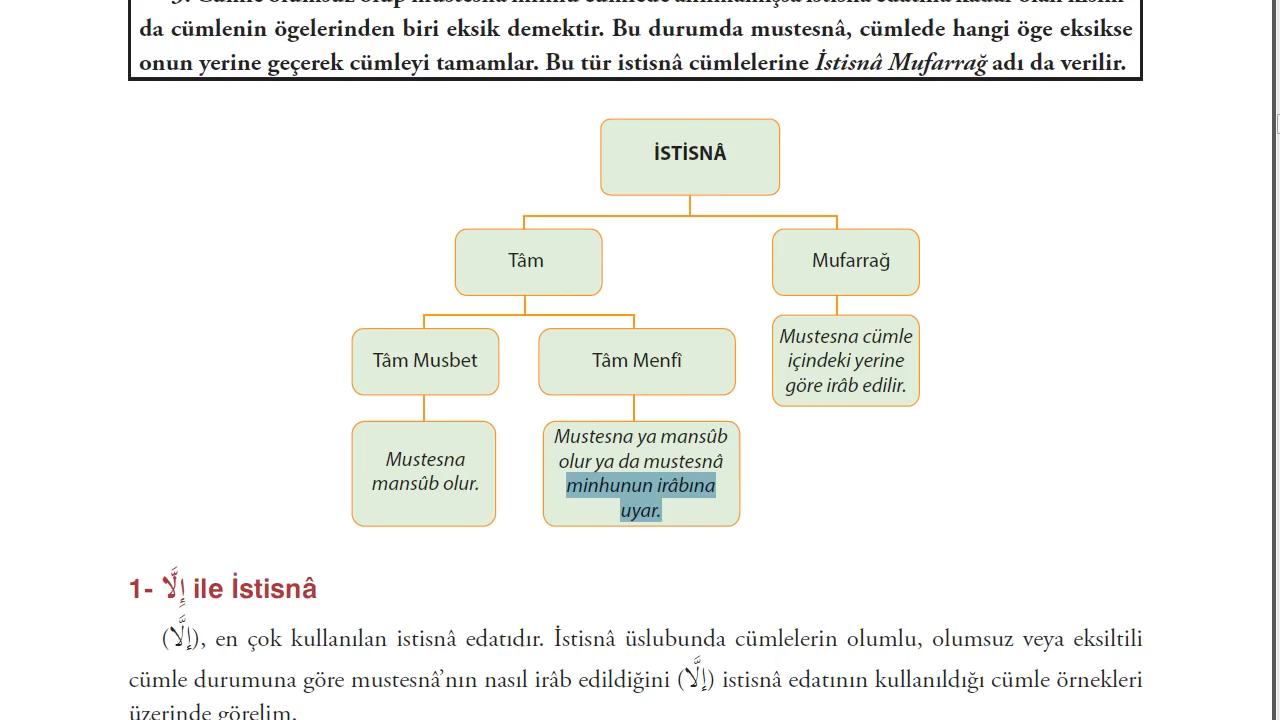 da cümlenin ögelerinden biri eksik demektir. Bu durumda mustesnâ, cümlede hangi öge eksikse
onun yerine geçerek cümleyi tamamlar. Bu tür istisnâ cümlelerine İstisnâ Mufarrağ adı da verilir.
İSTİSNÂ
Tâm
Mufarrağ
Tâm Musbet
Tâm Menfî
Mustesna cümle
içindeki yerine
göre irâb edilir.
Mustesna
mansûb olur.
Mustesna ya mansûb
olur ya da mustesnâ
minhunun irâbına
uyar.
1- إِلَّا ile İstisnâ
(إِلَّا), en çok kullanılan istisnâ edatıdır. İstisnâ üslubunda cümlelerin olumlu, olumsuz veya eksiltili
cümle durumuna göre mustesnâ’nın nasıl irâb edildiğini (إِلَّا) istisnâ edatının kullanıldığı cümle örnekleri
üzerinde görelim.